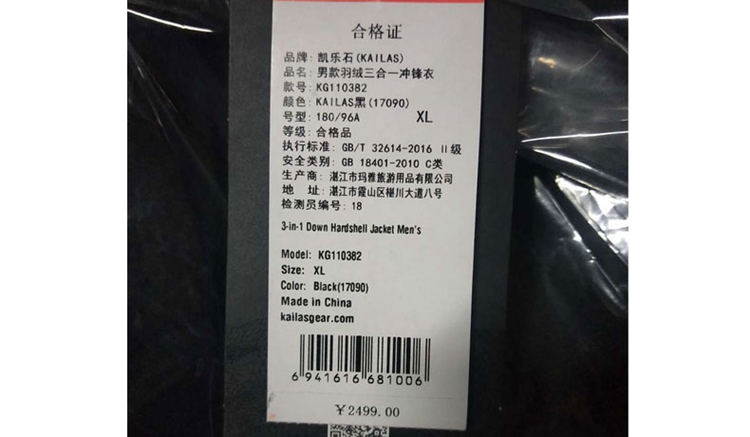 合格证
品牌: 凯乐石(KAILAS)
品名: 男款羽绒三合一冲锋衣
款号: KG110382
颜色: KAILAS黑(17090)
号型: 180/96A XL
等级: 合格品
执行标准: GB/T 32614-2016 II级
安全类别: GB 18401-2010 C类
生产商: 湛江市玛雅旅游用品有限公司
地 址: 湛江市霞山区椹川大道八号
检测员编号: 18
3-in-1 Down Hardshell Jacket Men's
Model: KG110382
Size: XL
Color: Black(17090)
Made in China
kailasgear.com
6 941616 681006
¥2499.00